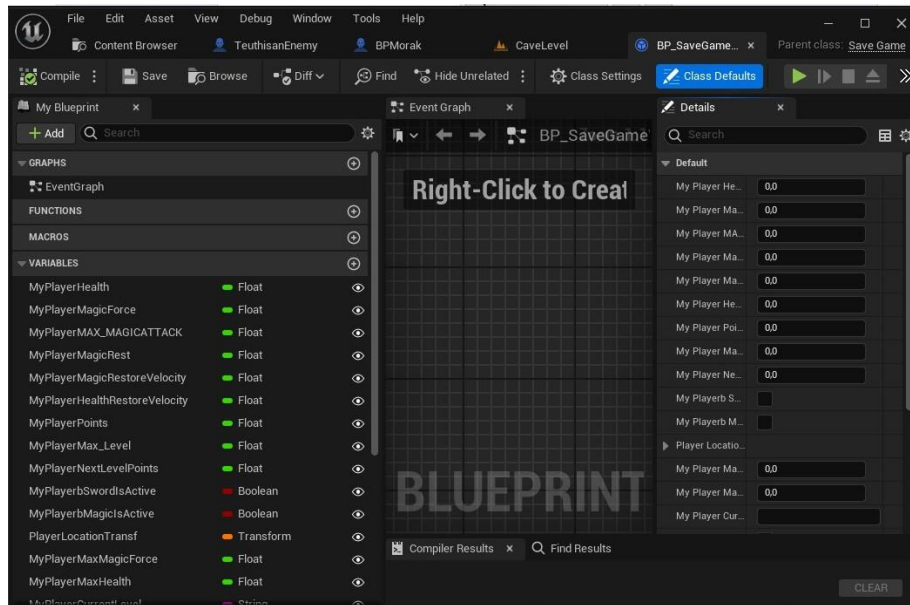 File Edit Asset View Debug Window Tools Help
Content Browser TeuthisanEnemy BPMorak CaveLevel BP_SaveGame... Parent class: Save Game
Compile Save Browse Diff Find Hide Unrelated Class Settings Class Defaults
My Blueprint
Event Graph
Details
+ Add Search
BP_SaveGame
Search
GRAPHS
EventGraph
FUNCTIONS
MACROS
VARIABLES
MyPlayerHealth Float
MyPlayerMagicForce Float
MyPlayerMAX_MAGICATTACK Float
MyPlayerMagicRest Float
MyPlayerMagicRestoreVelocity Float
MyPlayerHealthRestoreVelocity Float
MyPlayerPoints Float
MyPlayerMax_Level Float
MyPlayerNextLevelPoints Float
MyPlayerbSwordIsActive Boolean
MyPlayerbMagicIsActive Boolean
PlayerLocationTransf Transform
MyPlayerMaxMagicForce Float
MyPlayerMaxHealth Float
MyPlayerCurrentLevel String
Right-Click to Creat
BLUEPRINT
Default
My Player He... 0,0
My Player Ma... 0,0
My Player MA... 0,0
My Player Ma... 0,0
My Player Ma... 0,0
My Player He... 0,0
My Player Poi... 0,0
My Player Ma... 0,0
My Player Ne... 0,0
My Playerb S...
My Playerb M...
Player Locatio...
My Player Ma... 0,0
My Player Ma... 0,0
My Player Cur...
Compiler Results Find Results
CLEAR